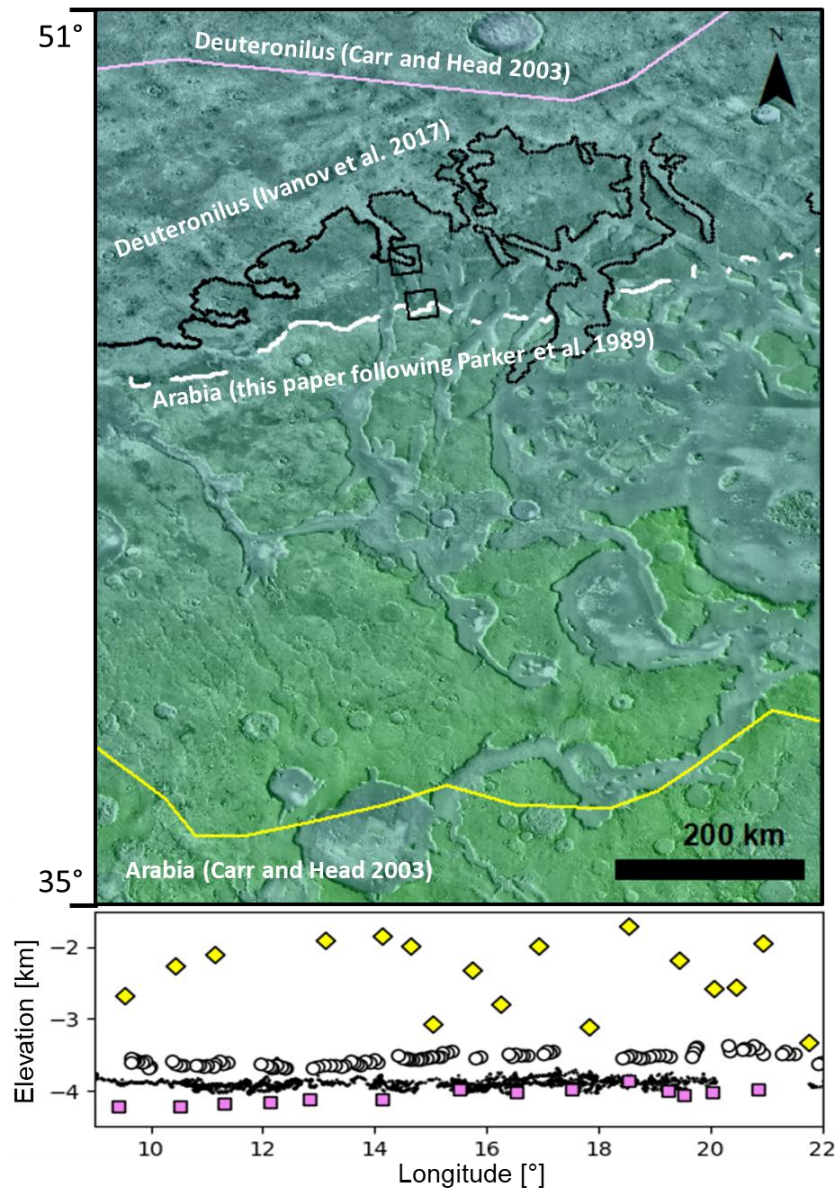 51°
Deuteronilus (Carr and Head 2003)
N
Deuteronilus (Ivanov et al. 2017)
Arabia (this paper following Parker et al. 1989)
200 km
Arabia (Carr and Head 2003)
35°
Elevation [km]
−2
−3
−4
10 12 14 16 18 20 22
Longitude [°]